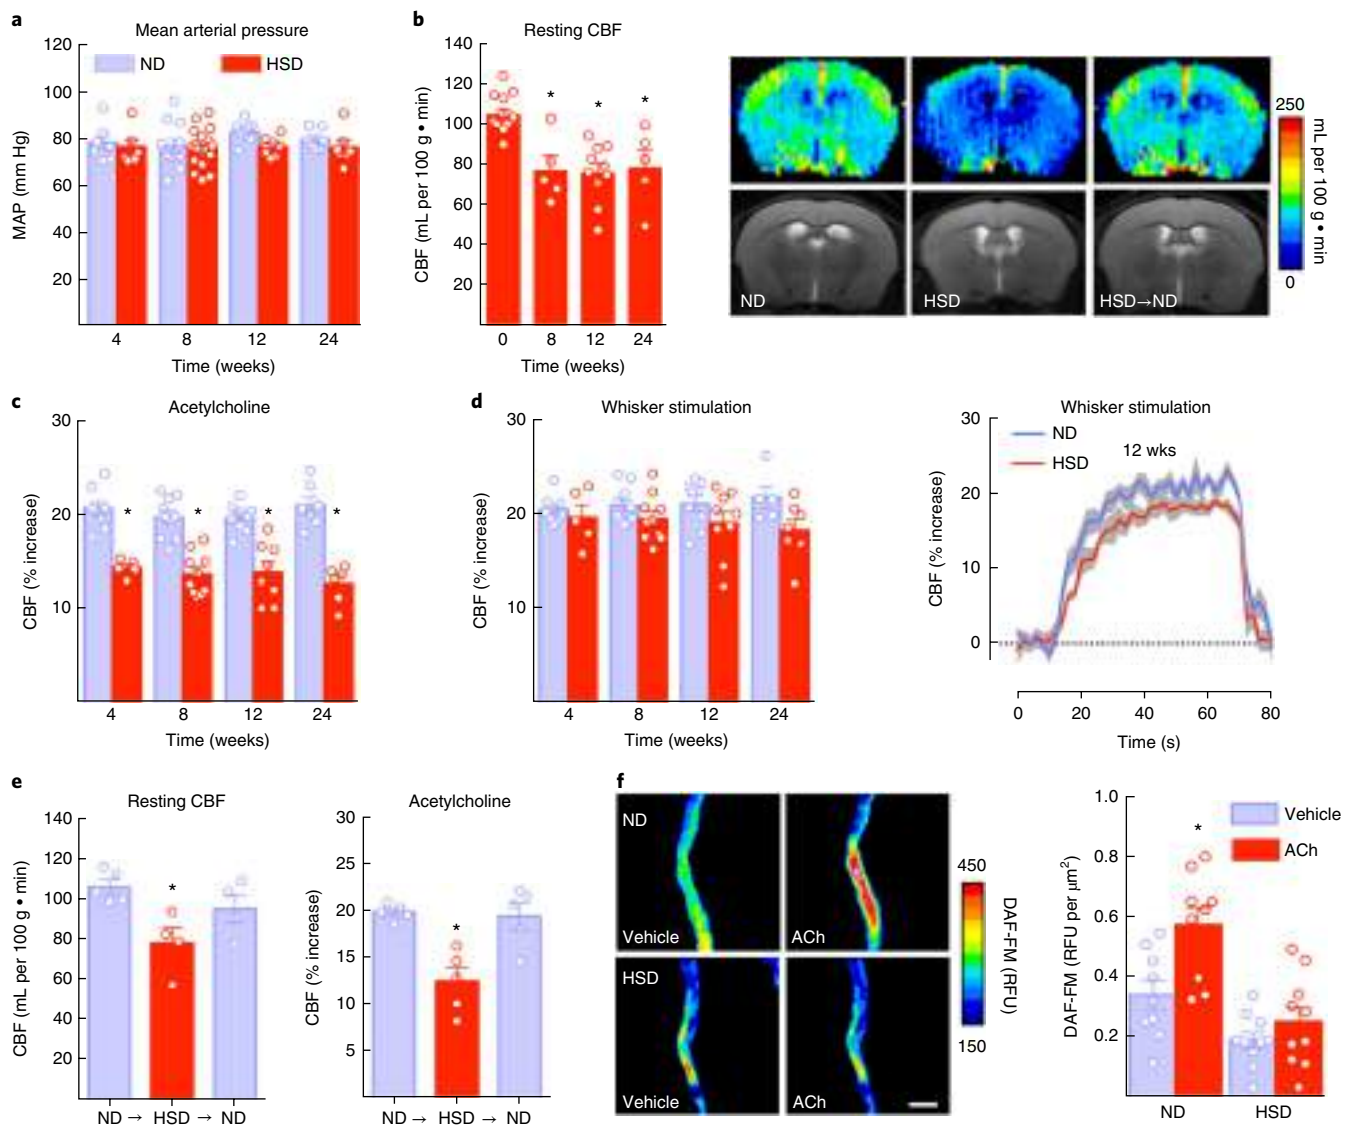 a
Mean arterial pressure
ND HSD
MAP (mm Hg)
120
100
80
60
40
20
4 8 12 24
Time (weeks)
b
Resting CBF
CBF (mL per 100 g • min)
140
120
100
80
60
40
20
* * *
0 8 12 24
Time (weeks)
ND HSD HSD→ND
250
mL per 100 g • min
0
c
Acetylcholine
CBF (% increase)
30
20
10
* * * *
4 8 12 24
Time (weeks)
d
Whisker stimulation
CBF (% increase)
30
20
10
4 8 12 24
Time (weeks)
Whisker stimulation
ND
HSD
12 wks
CBF (% increase)
30
20
10
0
0 20 40 60 80
Time (s)
e
Resting CBF
CBF (mL per 100 g • min)
140
120
100
80
60
40
20
*
ND → HSD → ND
Acetylcholine
CBF (% increase)
30
25
20
15
10
5
*
ND → HSD → ND
f
ND
Vehicle ACh
HSD
Vehicle ACh
450
DAF-FM (RFU)
150
Vehicle
ACh
DAF-FM (RFU per μm²)
1.0
0.8
0.6
0.4
0.2
*
ND HSD